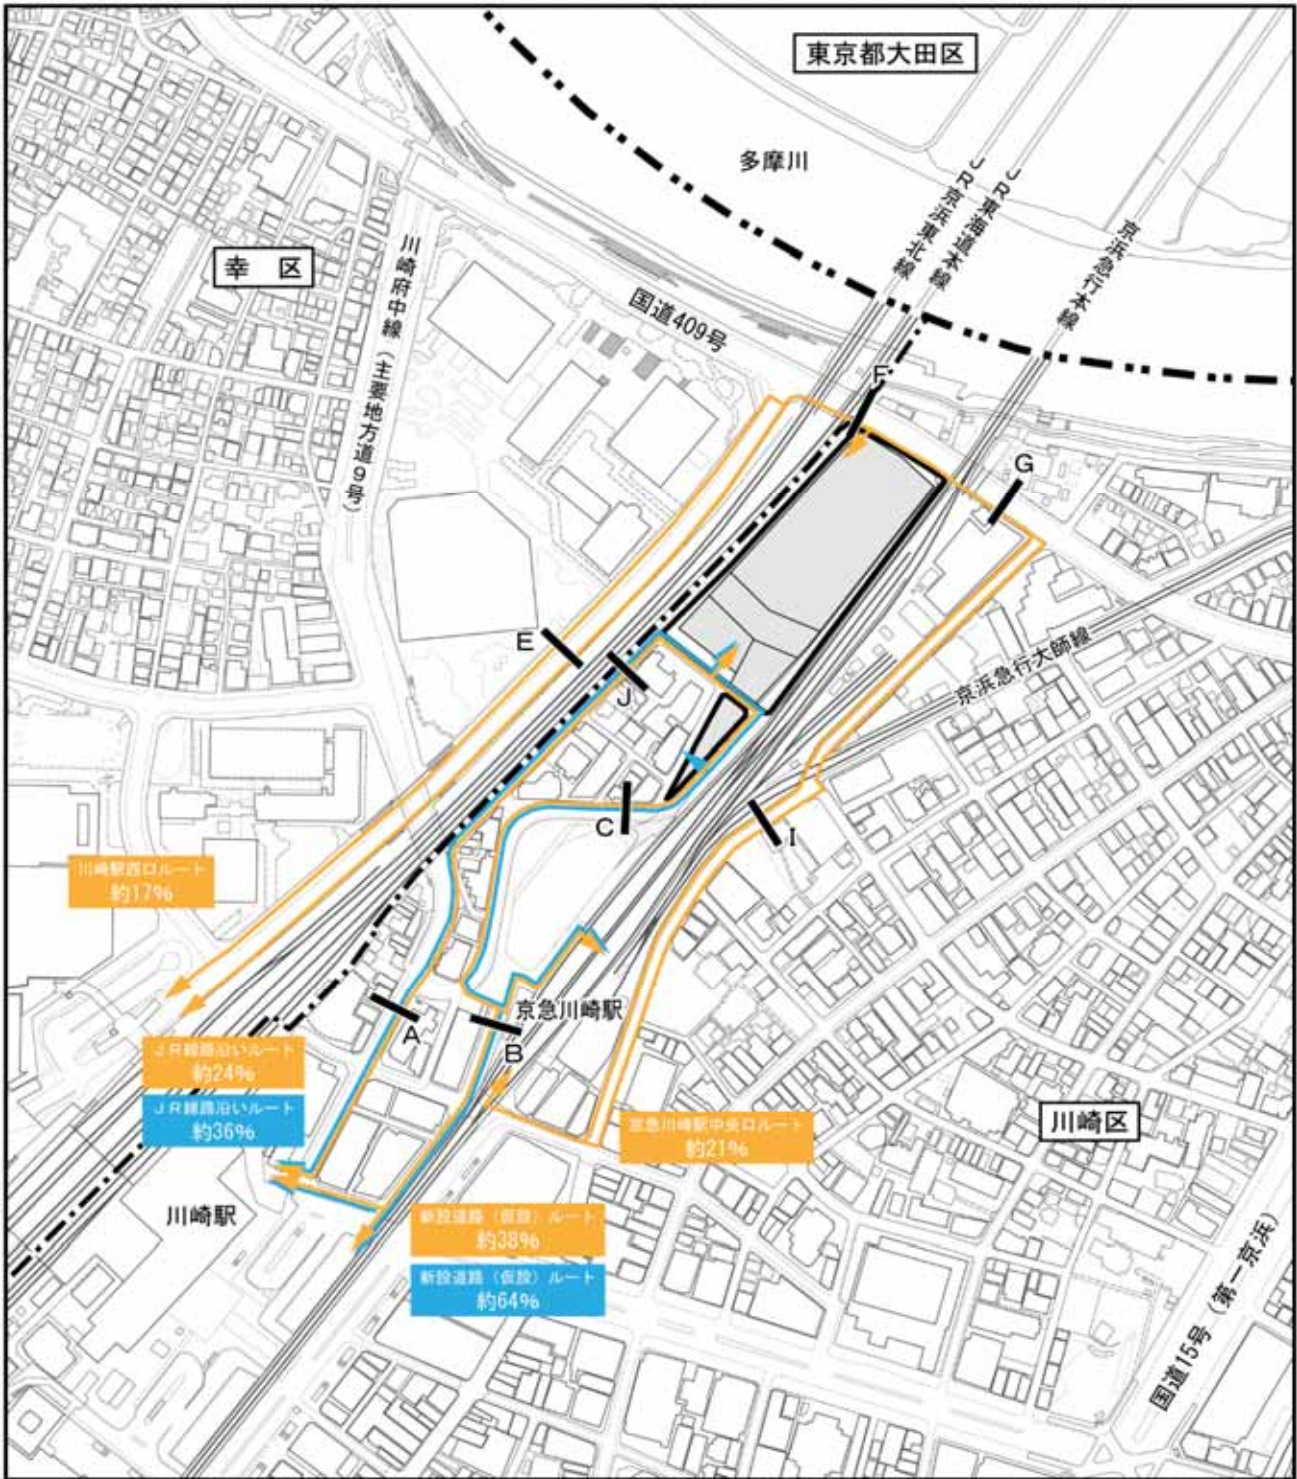 東京都大田区
多摩川
JR東海道本線
JR京浜東北線
京浜急行本線
幸　区
川崎府中線（主要地方道9号）
国道409号
F
G
E
J
京浜急行大師線
C
I
川崎駅西口ルート
約17%
A
京急川崎駅
B
JR線路沿いルート
約24%
JR線路沿いルート
約36%
川崎区
京急川崎駅中央口ルート
約21%
川崎駅
新設道路（仮設）ルート
約38%
新設道路（仮設）ルート
約64%
国道15号（第一京浜）